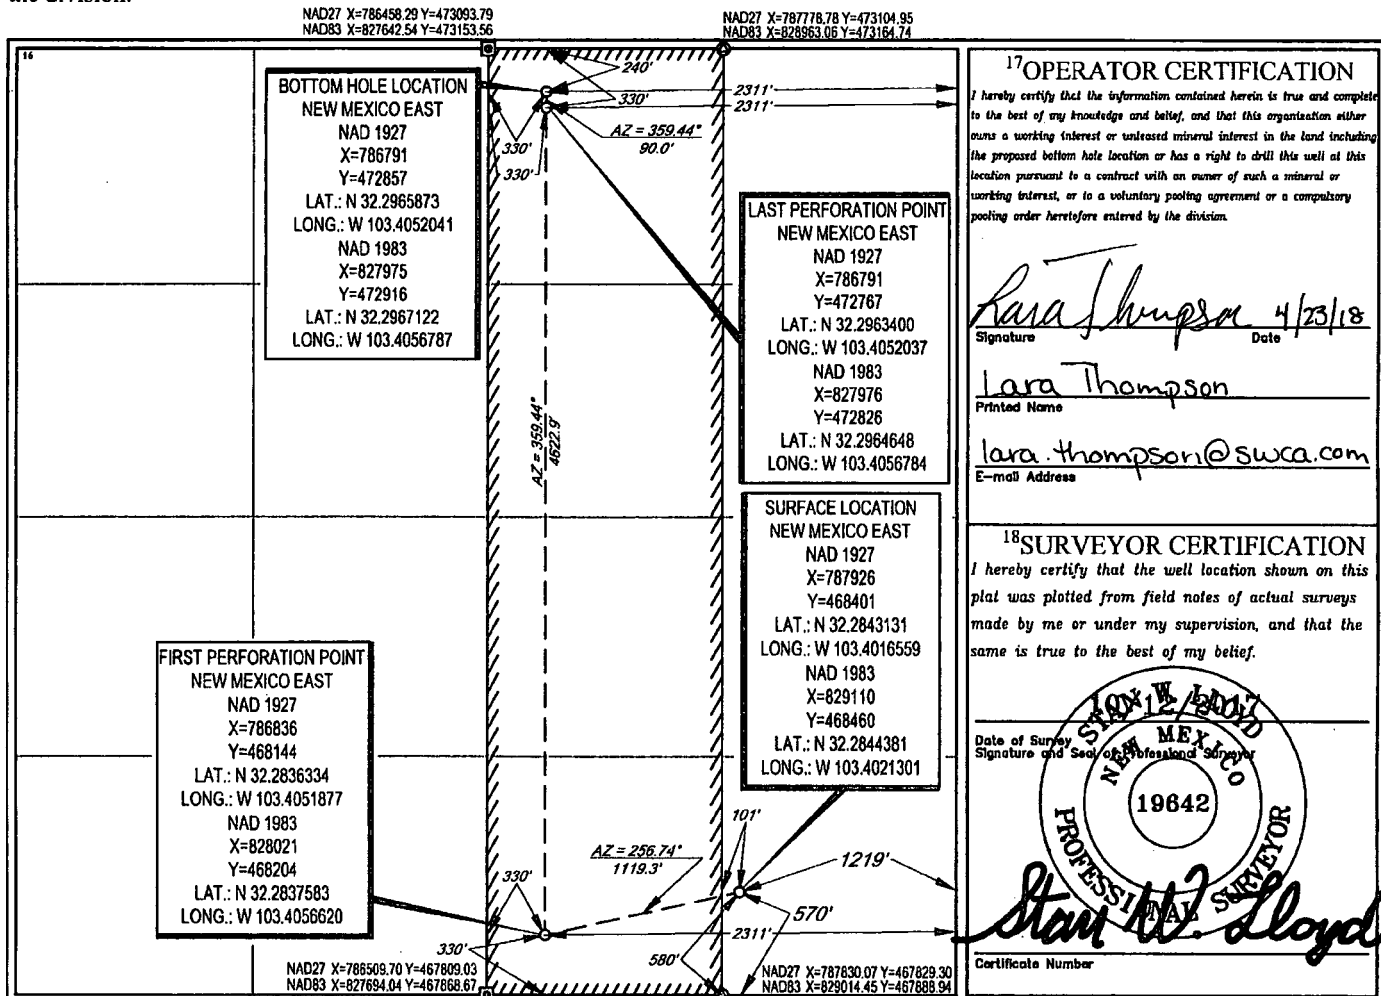 the division.
NAD27 X=786458.29 Y=473093.79
NAD83 X=827642.54 Y=473153.56
NAD27 X=787778.78 Y=473104.95
NAD83 X=828963.06 Y=473164.74
16
BOTTOM HOLE LOCATION
NEW MEXICO EAST
NAD 1927
X=786791
Y=472857
LAT.: N 32.2965873
LONG.: W 103.4052041
NAD 1983
X=827975
Y=472916
LAT.: N 32.2967122
LONG.: W 103.4056787
240'
330'
2311'
2311'
AZ = 359.44°
90.0'
330'
330'
LAST PERFORATION POINT
NEW MEXICO EAST
NAD 1927
X=786791
Y=472767
LAT.: N 32.2963400
LONG.: W 103.4052037
NAD 1983
X=827976
Y=472826
LAT.: N 32.2964648
LONG.: W 103.4056784
AZ = 359.44°
4622.9'
SURFACE LOCATION
NEW MEXICO EAST
NAD 1927
X=787926
Y=468401
LAT.: N 32.2843131
LONG.: W 103.4016559
NAD 1983
X=829110
Y=468460
LAT.: N 32.2844381
LONG.: W 103.4021301
FIRST PERFORATION POINT
NEW MEXICO EAST
NAD 1927
X=786836
Y=468144
LAT.: N 32.2836334
LONG.: W 103.4051877
NAD 1983
X=828021
Y=468204
LAT.: N 32.2837583
LONG.: W 103.4056620
101'
AZ = 256.74°
1119.3'
1219'
330'
570'
2311'
330'
580'
NAD27 X=786509.70 Y=467809.03
NAD83 X=827694.04 Y=467868.67
NAD27 X=787830.07 Y=467829.30
NAD83 X=829014.45 Y=467888.94
17 OPERATOR CERTIFICATION
I hereby certify that the information contained herein is true and complete
to the best of my knowledge and belief, and that this organization either
owns a working interest or unleased mineral interest in the land including
the proposed bottom hole location or has a right to drill this well at this
location pursuant to a contract with an owner of such a mineral or
working interest, or to a voluntary pooling agreement or a compulsory
pooling order heretofore entered by the division.
Lara Thompson 4/23/18
Signature Date
Lara Thompson
Printed Name
lara.thompson@swca.com
E-mail Address
18 SURVEYOR CERTIFICATION
I hereby certify that the well location shown on this
plat was plotted from field notes of actual surveys
made by me or under my supervision, and that the
same is true to the best of my belief.
10/12/2017
Date of Survey
Signature and Seal of Professional Surveyor
STAN W. LLOYD
NEW MEXICO
19642
PROFESSIONAL SURVEYOR
Stan W. Lloyd
Certificate Number